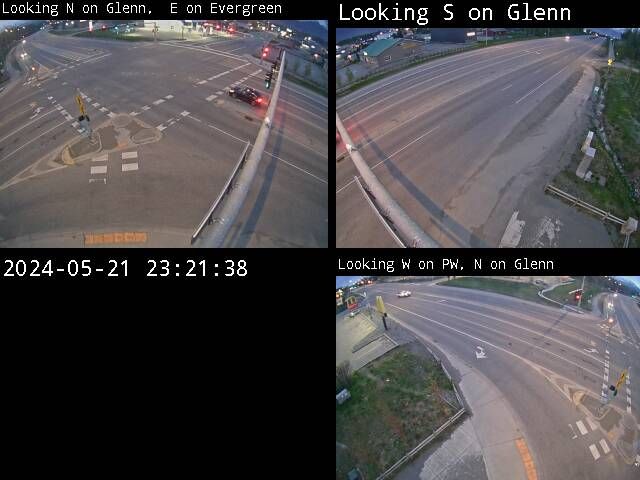 Looking N on Glenn,  E on Evergreen
Looking S on Glenn
2024-05-21 23:21:38
Looking W on PW, N on Glenn